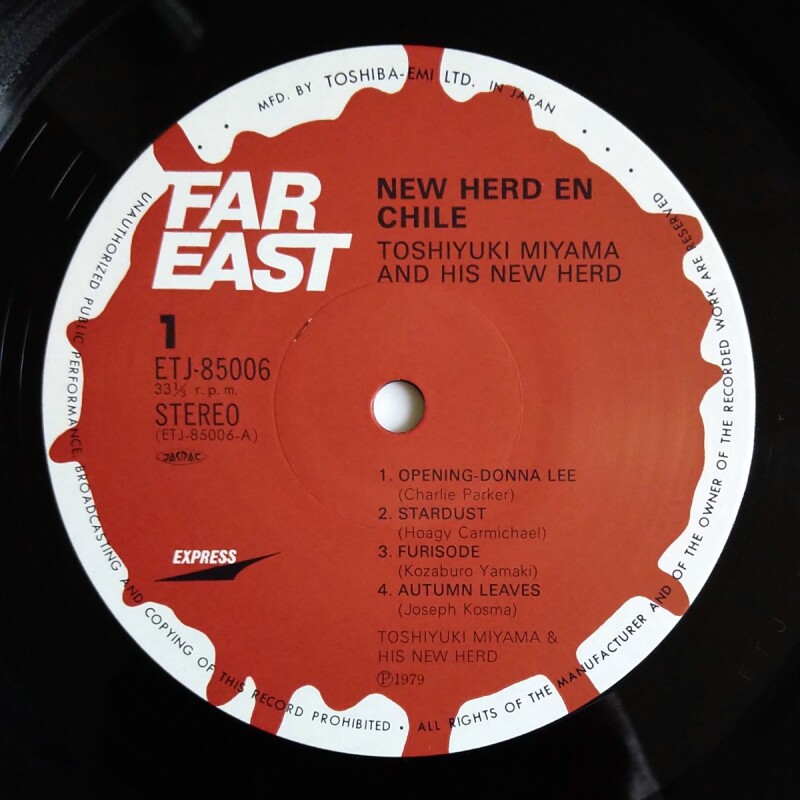 MFD. BY TOSHIBA-EMI LTD. IN JAPAN
FAR
EAST
NEW HERD EN
CHILE
TOSHIYUKI MIYAMA
AND HIS NEW HERD
1
ETJ-85006
33⅓ r.p.m.
STEREO
(ETJ-85006-A)
JASRAC
EXPRESS
1. OPENING-DONNA LEE
(Charlie Parker)
2. STARDUST
(Hoagy Carmichael)
3. FURISODE
(Kozaburo Yamaki)
4. AUTUMN LEAVES
(Joseph Kosma)
TOSHIYUKI MIYAMA &
HIS NEW HERD
Ⓟ1979
UNAUTHORIZED PUBLIC PERFORMANCE, BROADCASTING AND COPYING OF THIS RECORD PROHIBITED • ALL RIGHTS OF THE MANUFACTURER AND OF THE OWNER OF THE RECORDED WORK ARE RESERVED